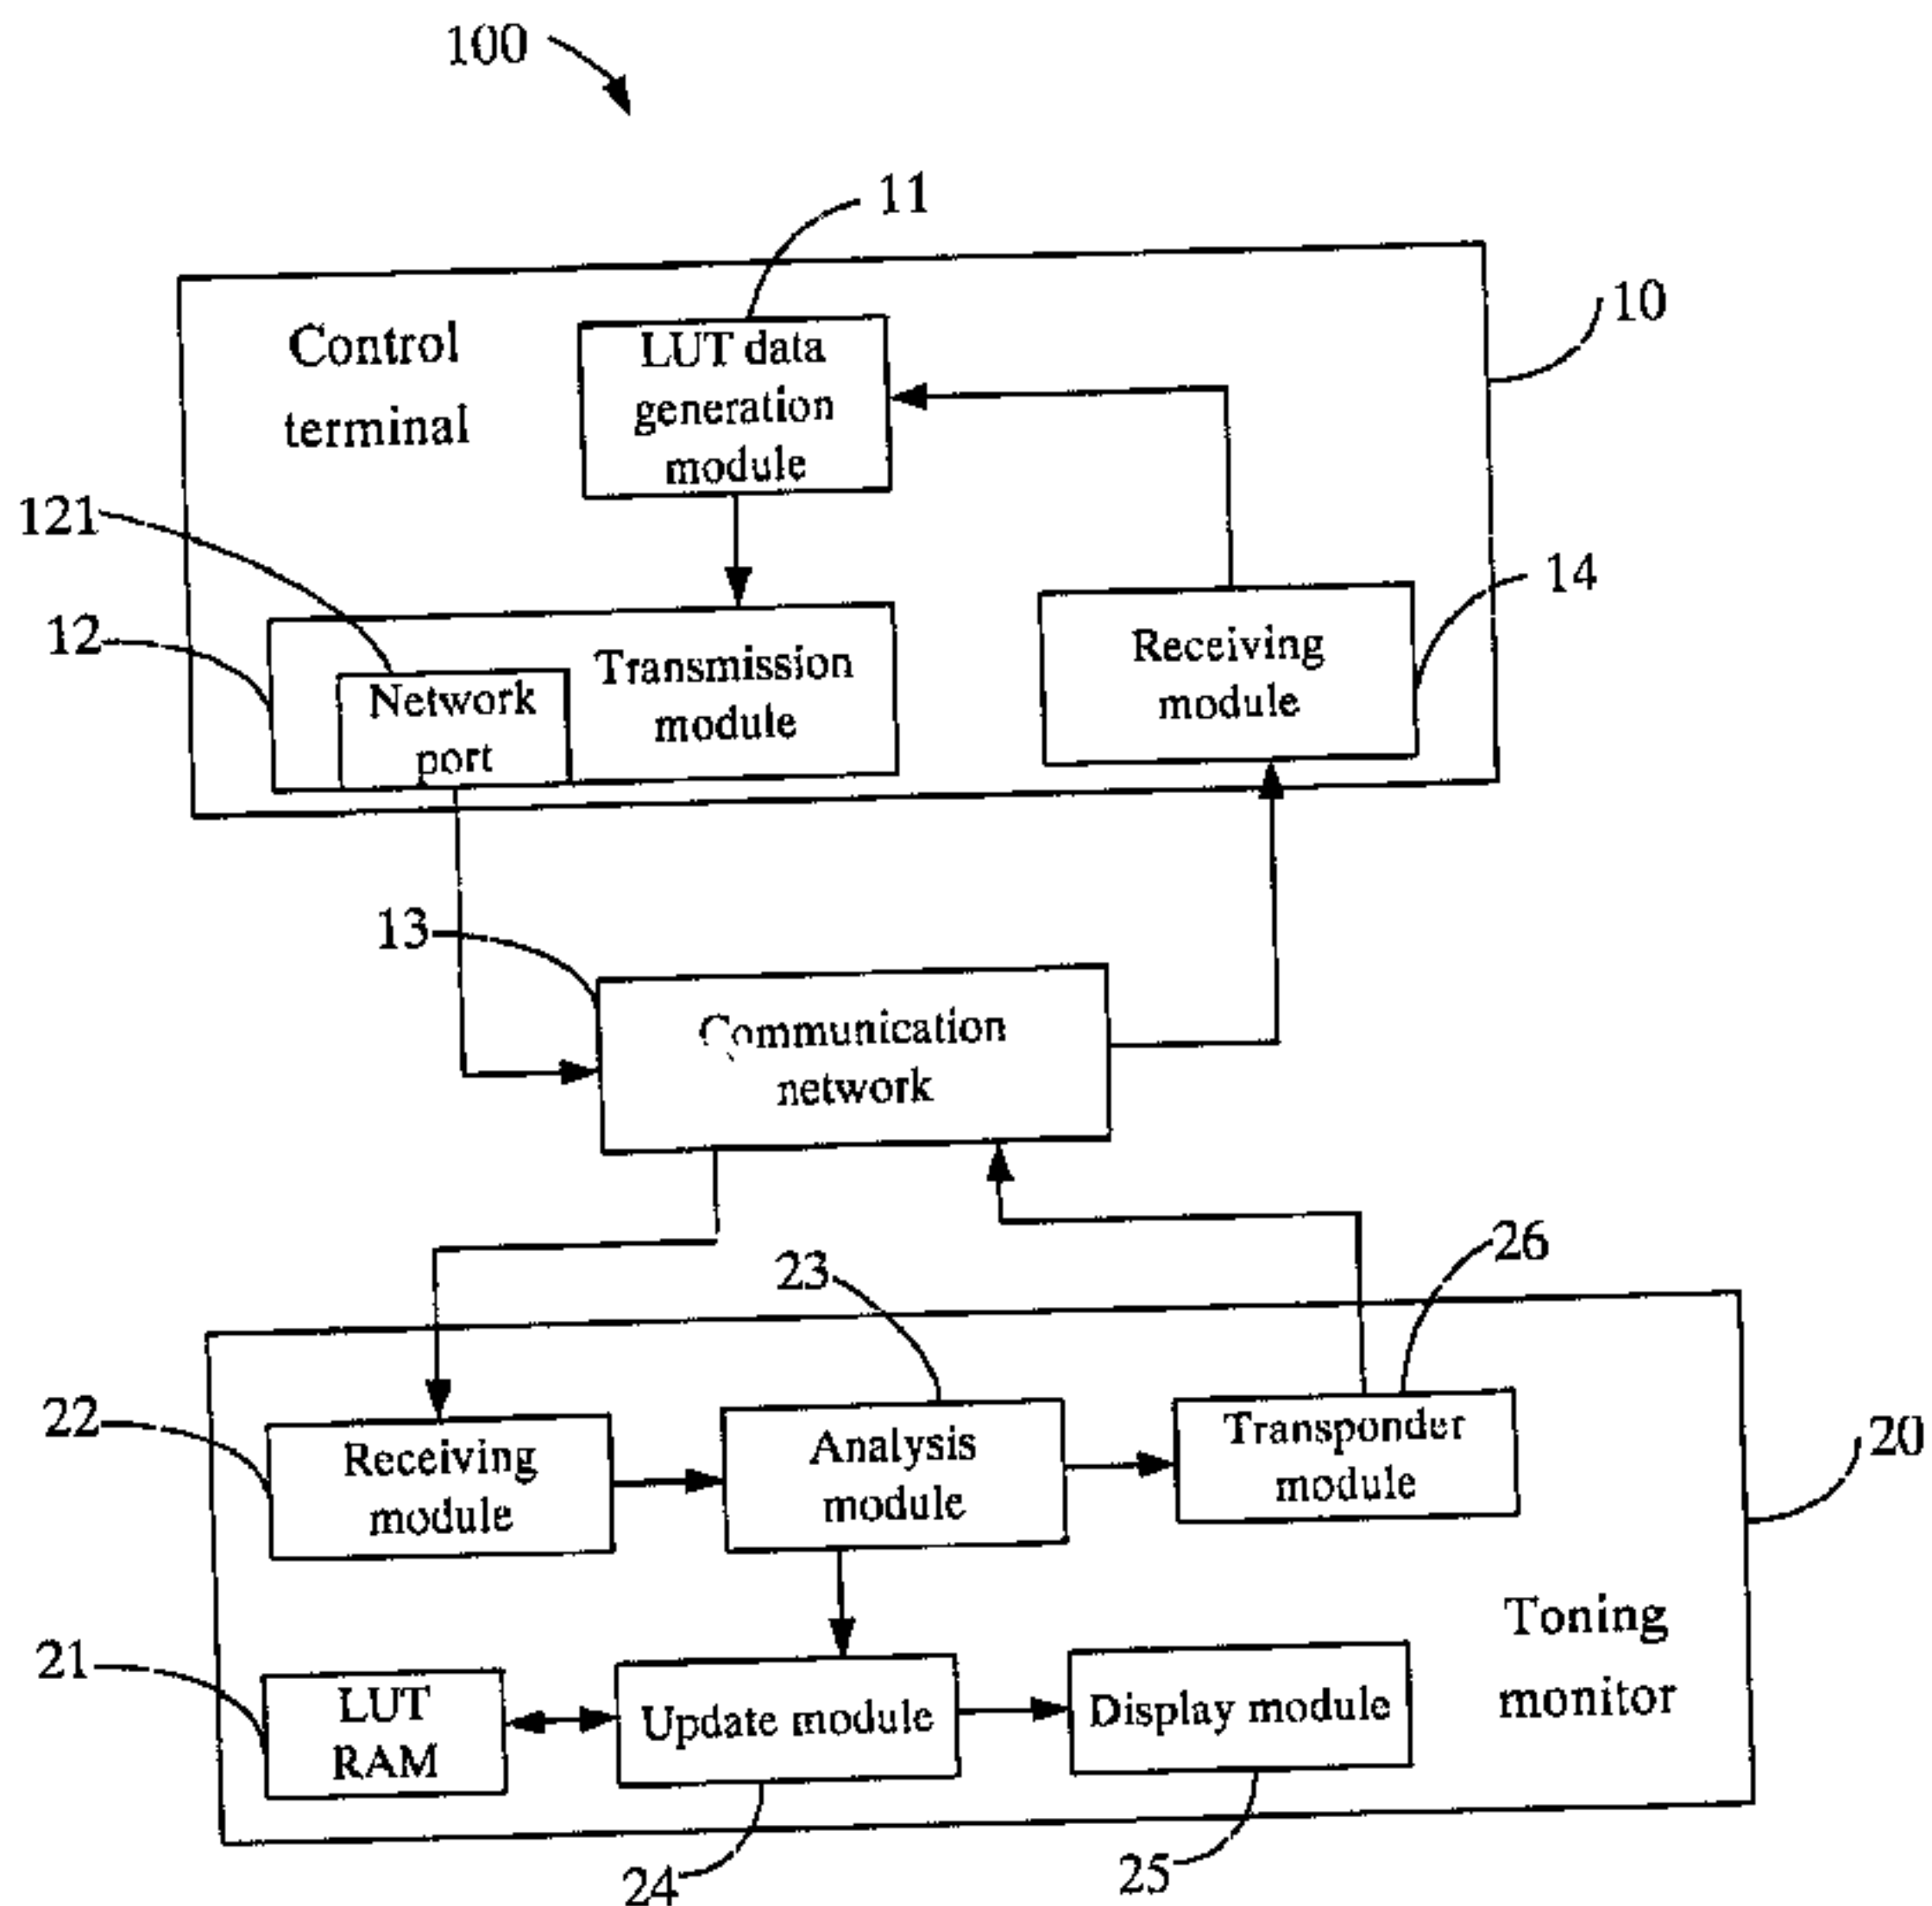 100
11
10
Control
terminal
LUT data
generation
module
121
14
12
Transmission
module
Network
port
Receiving
module
13
Communication
network
23
26
22
20
Receiving
module
Analysis
module
Transponder
module
Toning
monitor
21
LUT
RAM
Update module
Display module
24
25